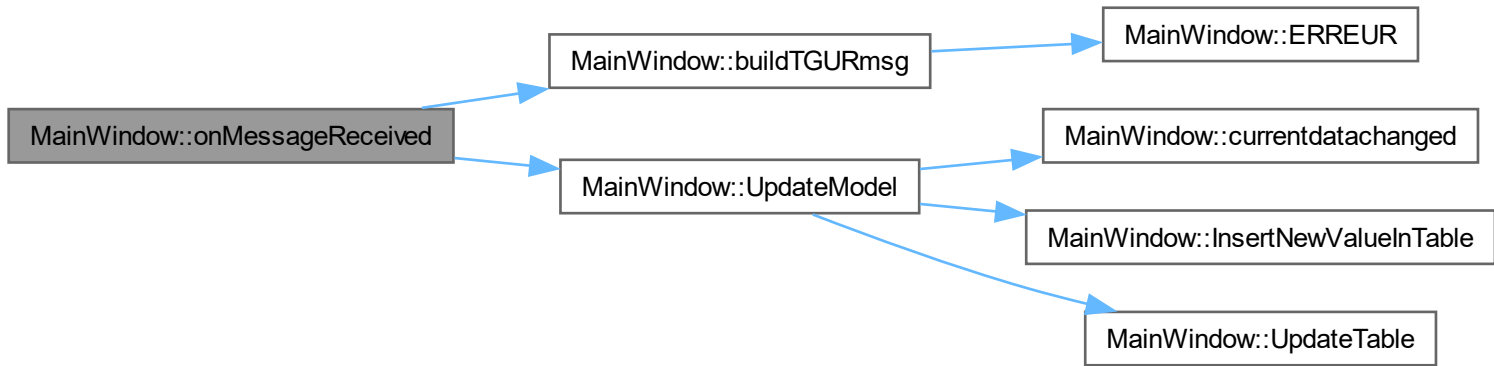 MainWindow::onMessageReceived
MainWindow::buildTGURmsg
MainWindow::ERREUR
MainWindow::UpdateModel
MainWindow::currentdatachanged
MainWindow::InsertNewValueInTable
MainWindow::UpdateTable